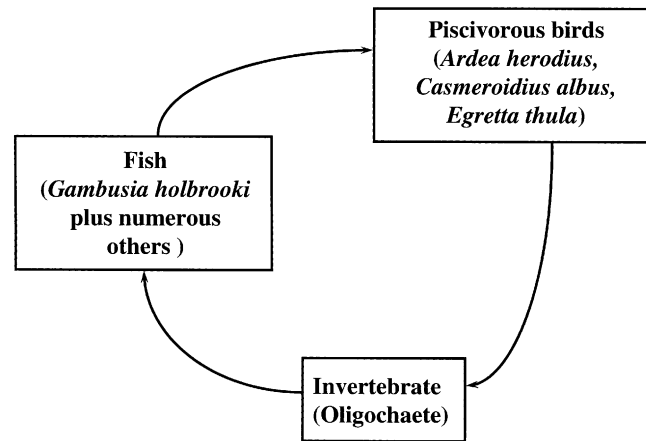 Piscivorous birds
(Ardea herodius,
Casmeroidius albus,
Egretta thula)
Fish
(Gambusia holbrooki
plus numerous
others )
Invertebrate
(Oligochaete)